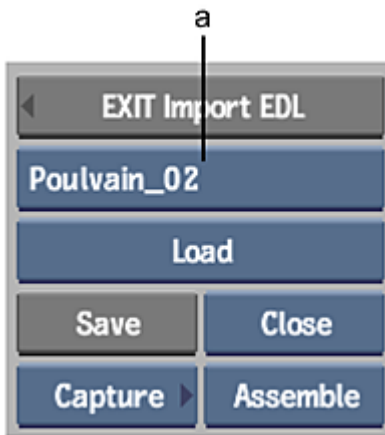 a
EXIT Import EDL
Poulvain_02
Load
Save Close
Capture Assemble